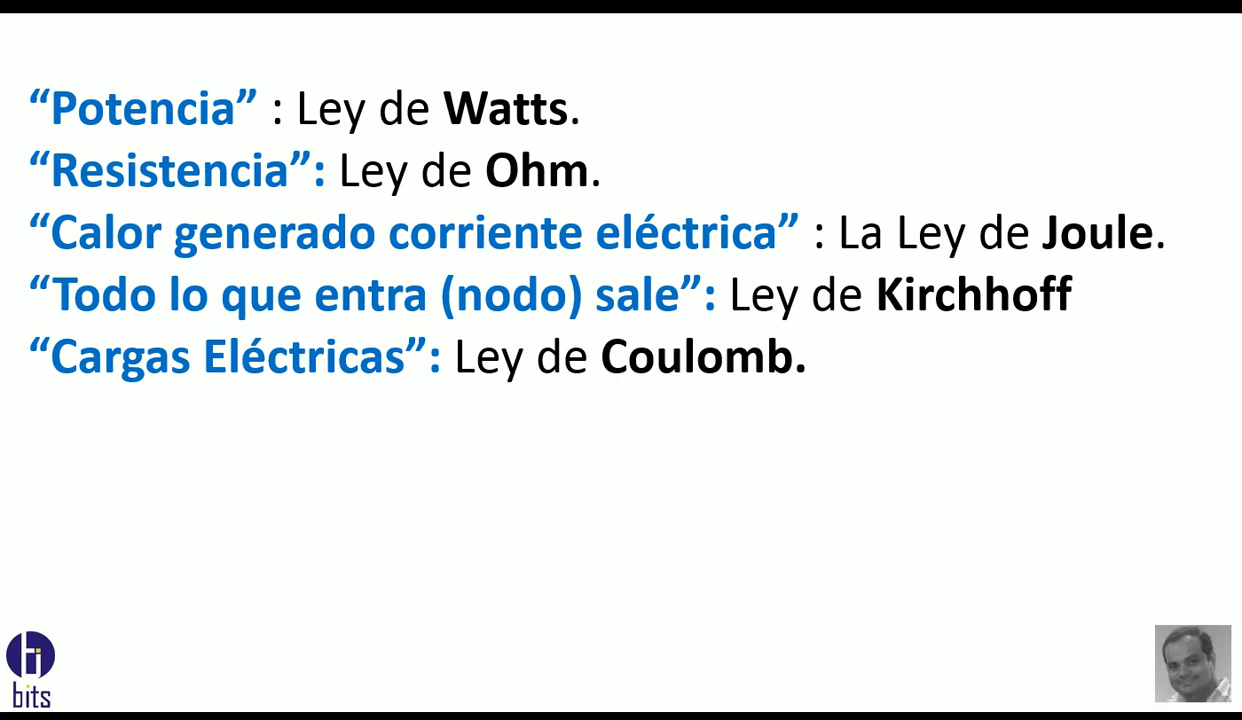 “Potencia” : Ley de Watts.
“Resistencia”: Ley de Ohm.
“Calor generado corriente eléctrica” : La Ley de Joule.
“Todo lo que entra (nodo) sale”: Ley de Kirchhoff
“Cargas Eléctricas”: Ley de Coulomb.
bits